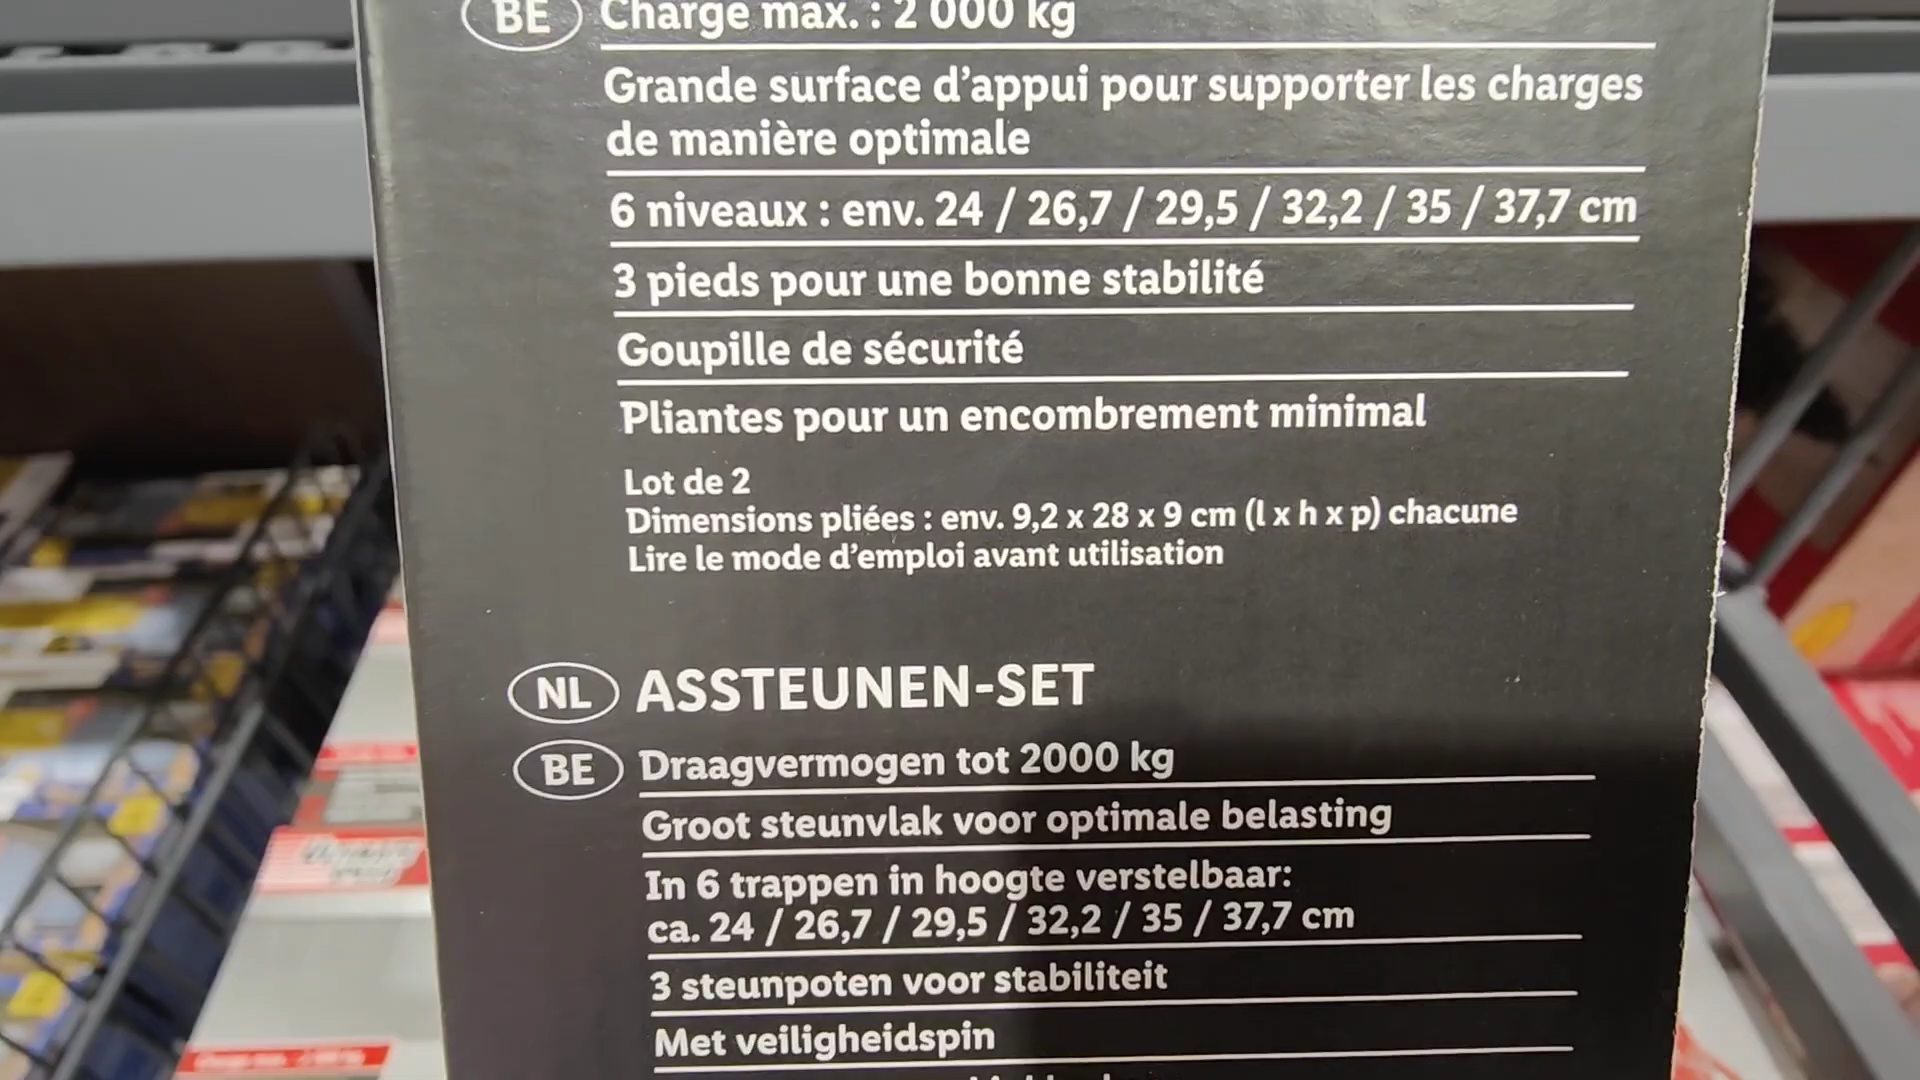 BE Charge max. : 2 000 kg
Grande surface d’appui pour supporter les charges
de manière optimale
6 niveaux : env. 24 / 26,7 / 29,5 / 32,2 / 35 / 37,7 cm
3 pieds pour une bonne stabilité
Goupille de sécurité
Pliantes pour un encombrement minimal
Lot de 2
Dimensions pliées : env. 9,2 x 28 x 9 cm (l x h x p) chacune
Lire le mode d’emploi avant utilisation
NL ASSTEUNEN-SET
BE Draagvermogen tot 2000 kg
Groot steunvlak voor optimale belasting
In 6 trappen in hoogte verstelbaar:
ca. 24 / 26,7 / 29,5 / 32,2 / 35 / 37,7 cm
3 steunpoten voor stabiliteit
Met veiligheidspin